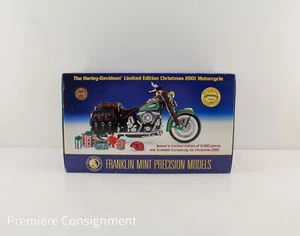 The Harley-Davidson Limited Edition Christmas 2001 Motorcycle
Issued in Limited Edition of 9,900 pieces
and Available Exclusively for Christmas 2001.
FRANKLIN MINT PRECISION MODELS
Premiere Consignment